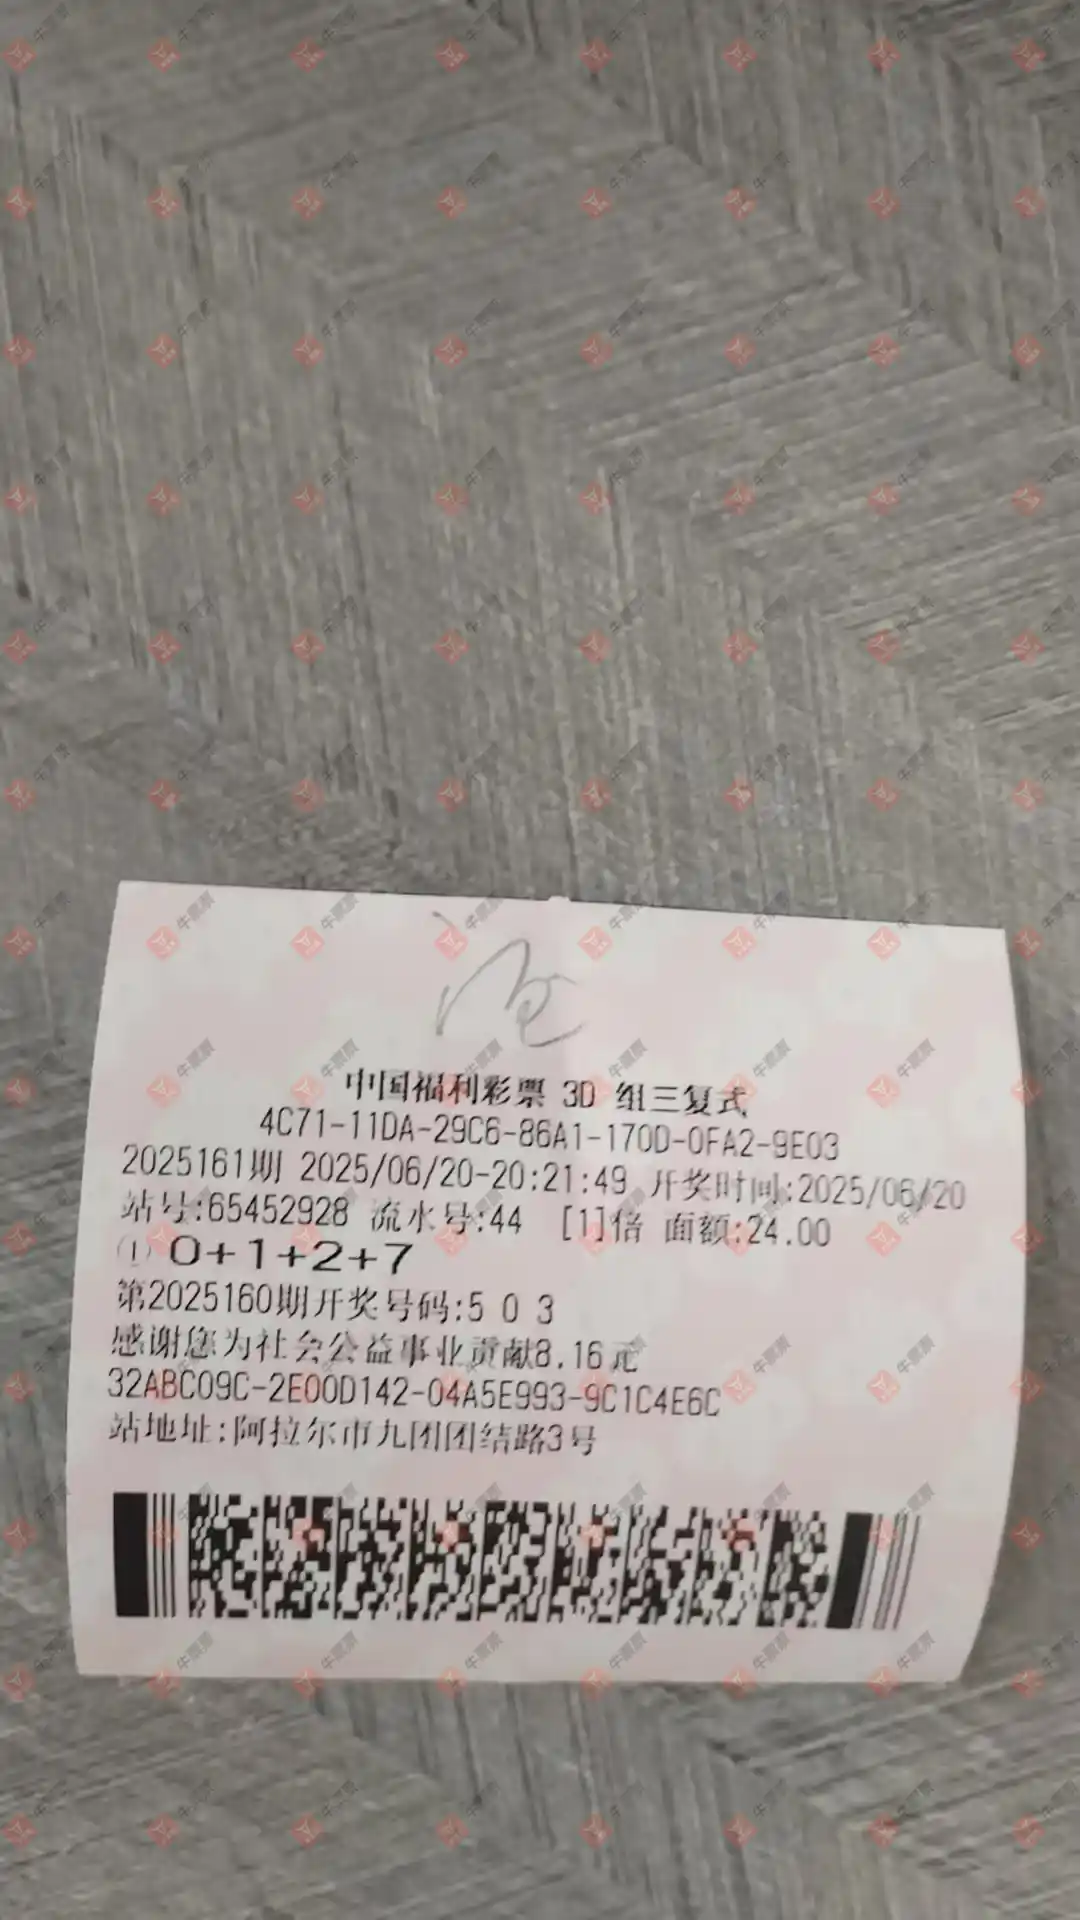 中国福利彩票 3D 组三复式
4C71-11DA-29C6-86A1-170D-0FA2-9E03
2025161期 2025/06/20-20:21:49 开奖时间:2025/06/20
站号:65452928 流水号:44 [1]倍 面额:24.00
① 0+1+2+7
第2025160期开奖号码:5 0 3
感谢您为社会公益事业贡献8.16元
32ABC09C-2E00D142-04A5E993-9C1C4E6C
站地址:阿拉尔市九团团结路3号